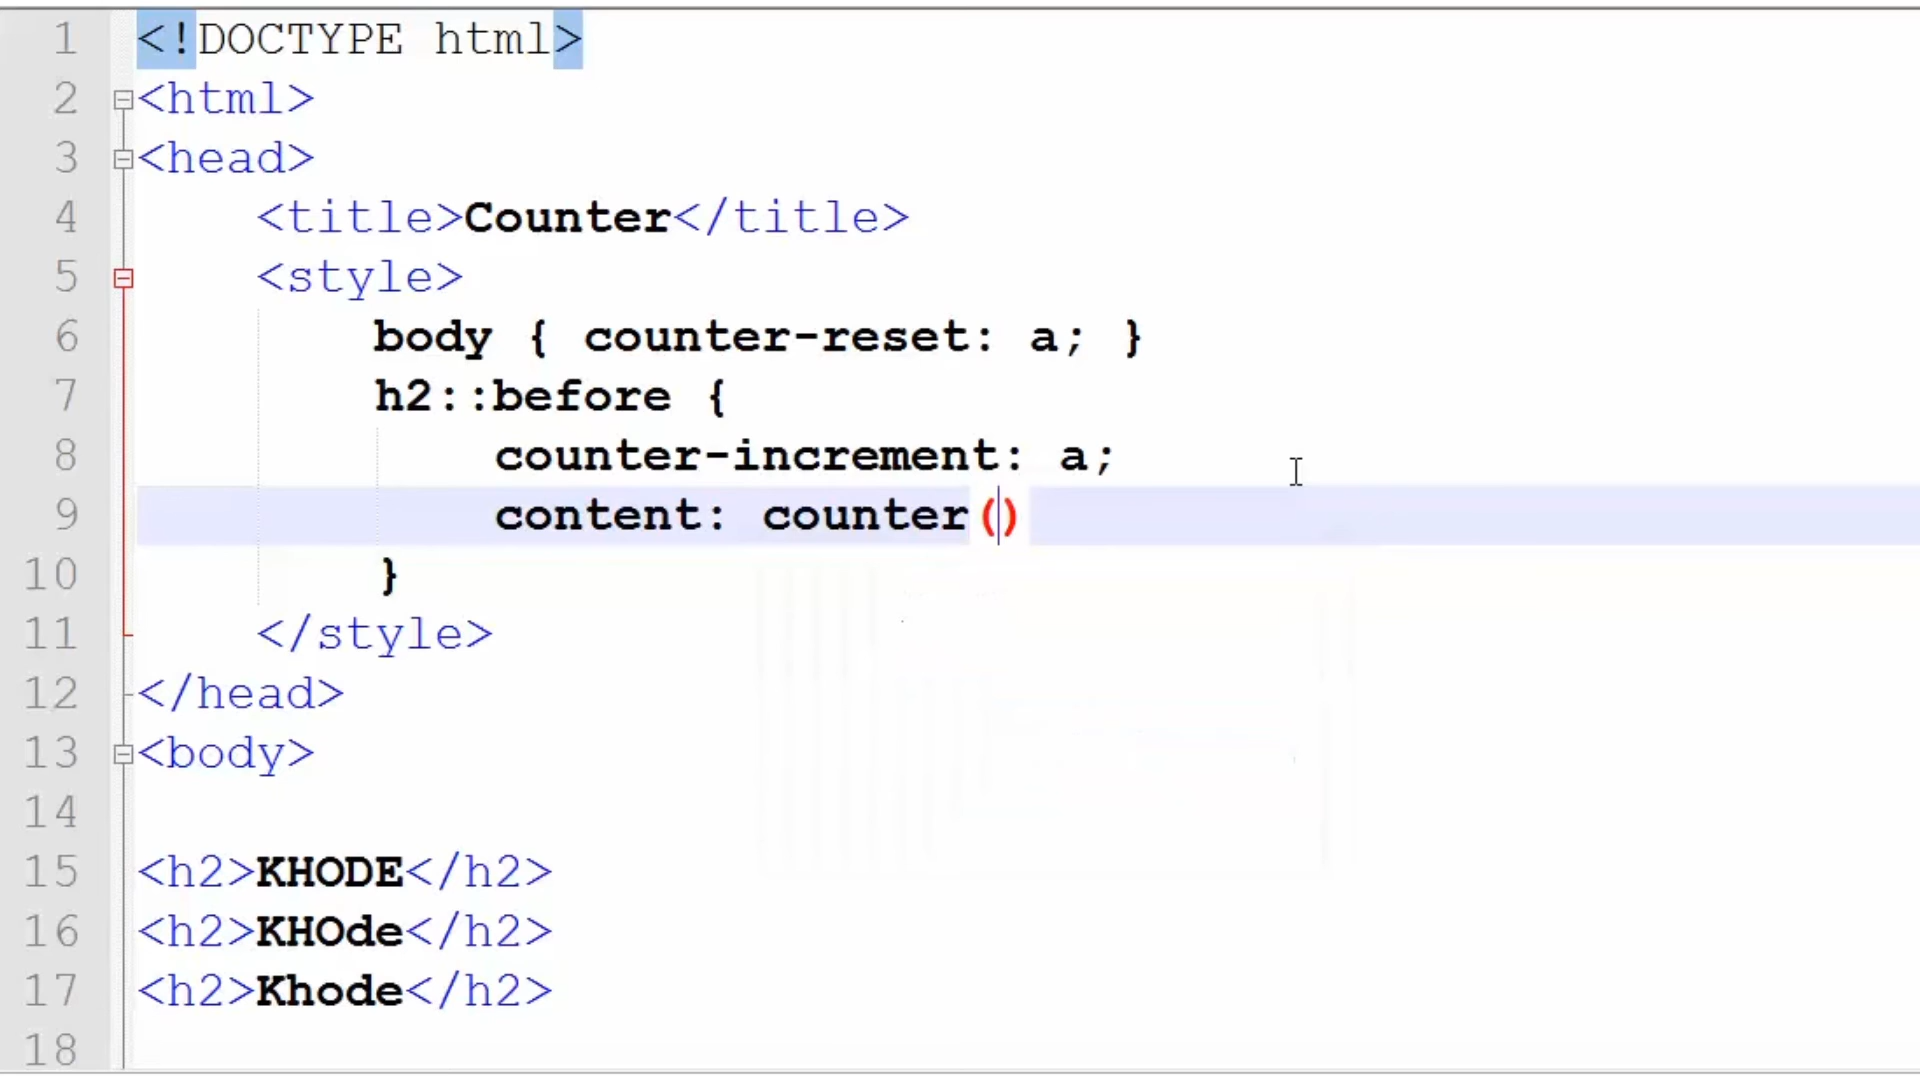 1 <!DOCTYPE html>
2 <html>
3 <head>
4     <title>Counter</title>
5     <style>
6         body { counter-reset: a; }
7         h2::before {
8             counter-increment: a;
9             content: counter()
10         }
11     </style>
12 </head>
13 <body>
14
15 <h2>KHODE</h2>
16 <h2>KHOde</h2>
17 <h2>Khode</h2>
18